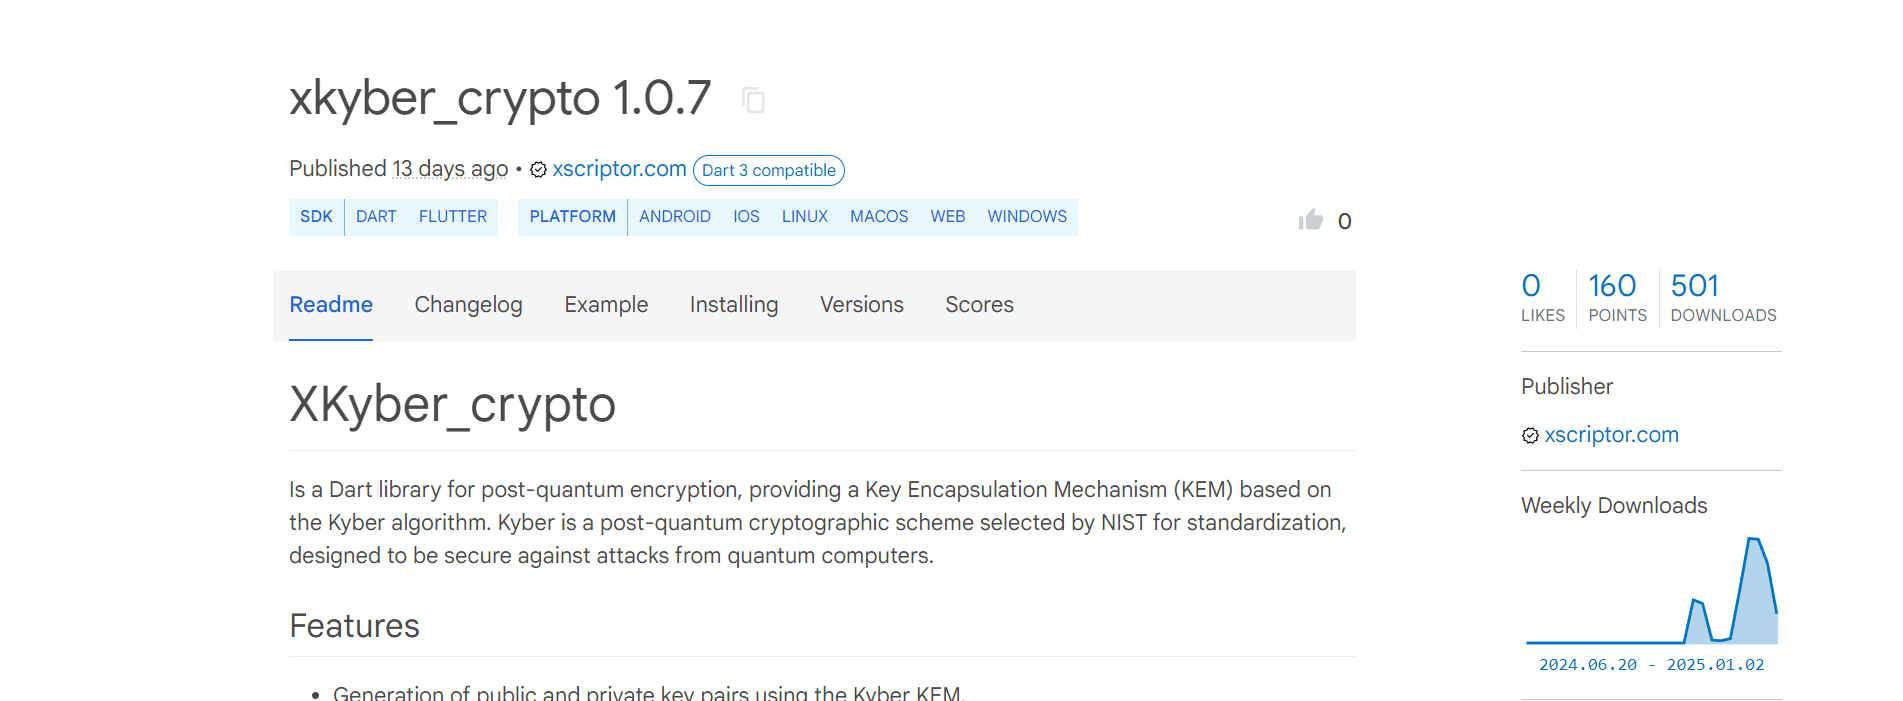 xkyber_crypto 1.0.7
Published 13 days ago • xscriptor.com Dart 3 compatible
SDK DART FLUTTER PLATFORM ANDROID IOS LINUX MACOS WEB WINDOWS
0
Readme Changelog Example Installing Versions Scores
XKyber_crypto
Is a Dart library for post-quantum encryption, providing a Key Encapsulation Mechanism (KEM) based on
the Kyber algorithm. Kyber is a post-quantum cryptographic scheme selected by NIST for standardization,
designed to be secure against attacks from quantum computers.
Features
• Generation of public and private key pairs using the Kyber KEM.
0 160 501
LIKES POINTS DOWNLOADS
Publisher
xscriptor.com
Weekly Downloads
2024.06.20 - 2025.01.02